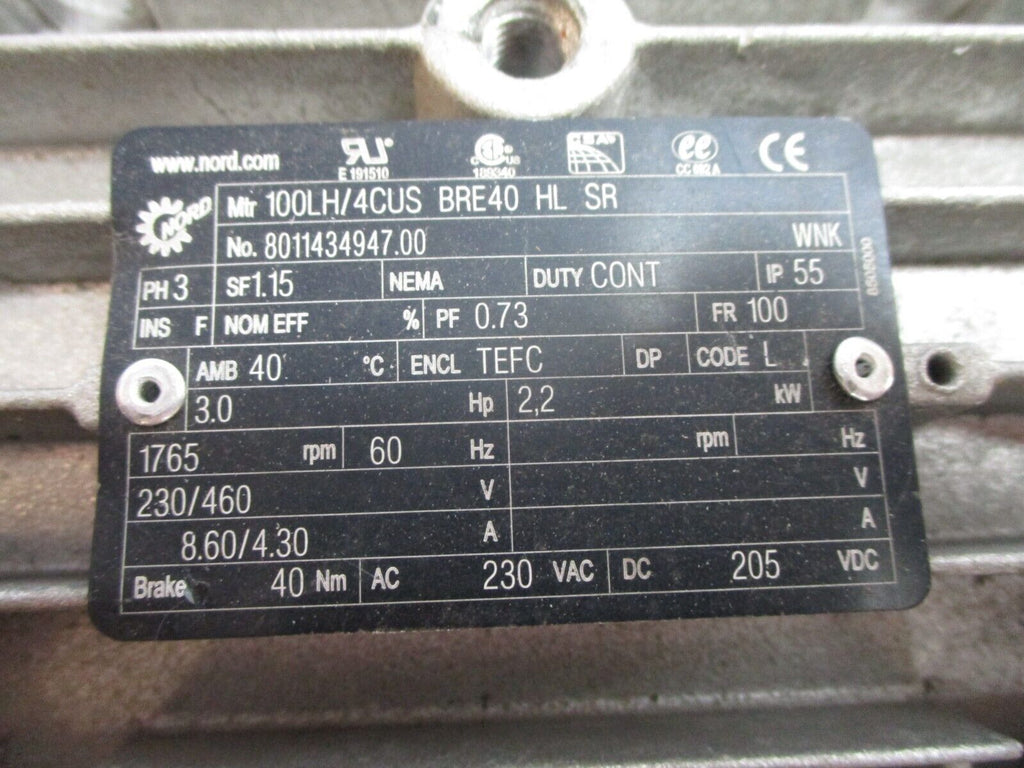 www.nord.com
E 191510
C US
189340
CC 092 A
CE
NORD
Mtr 100LH/4CUS BRE40 HL SR
No. 8011434947.00 WNK
PH 3 SF 1.15 NEMA DUTY CONT IP 55
INS F NOM EFF % PF 0.73 FR 100
AMB 40 °C ENCL TEFC DP CODE L
3.0 Hp 2,2 kW
1765 rpm 60 Hz rpm Hz
230/460 V V
8.60/4.30 A A
Brake 40 Nm AC 230 VAC DC 205 VDC